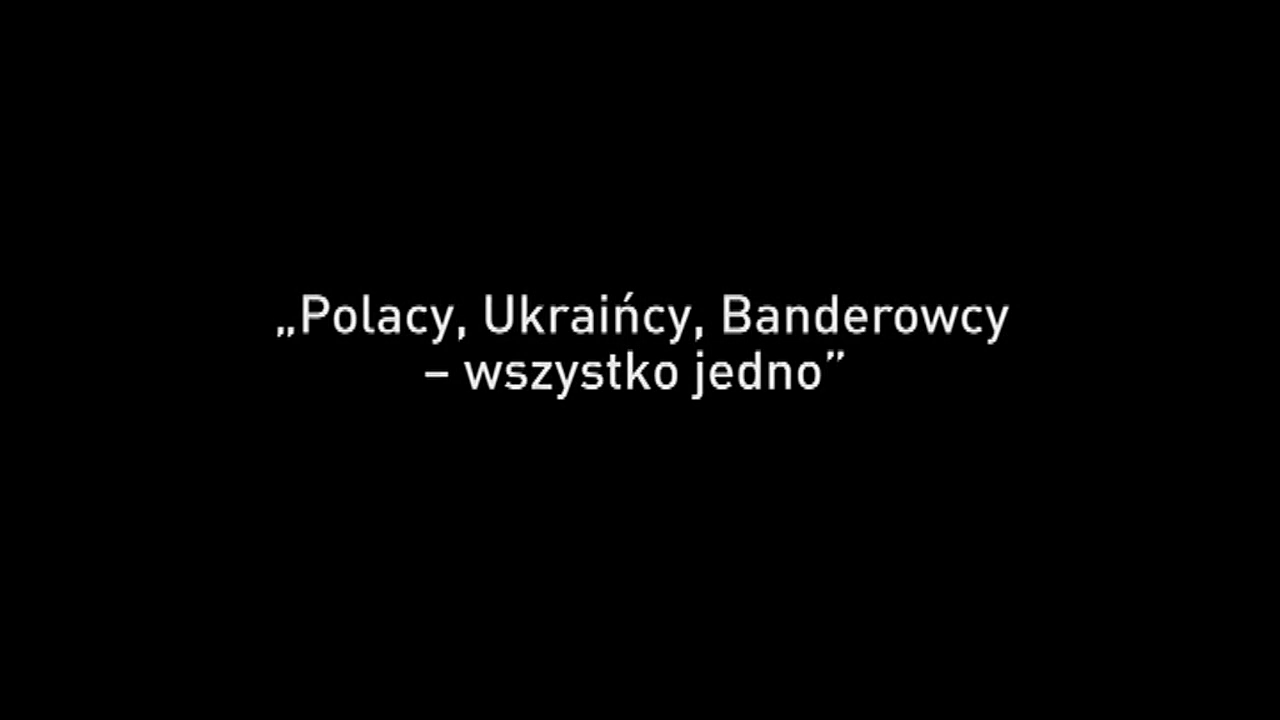 „Polacy, Ukraińcy, Banderowcy
– wszystko jedno”